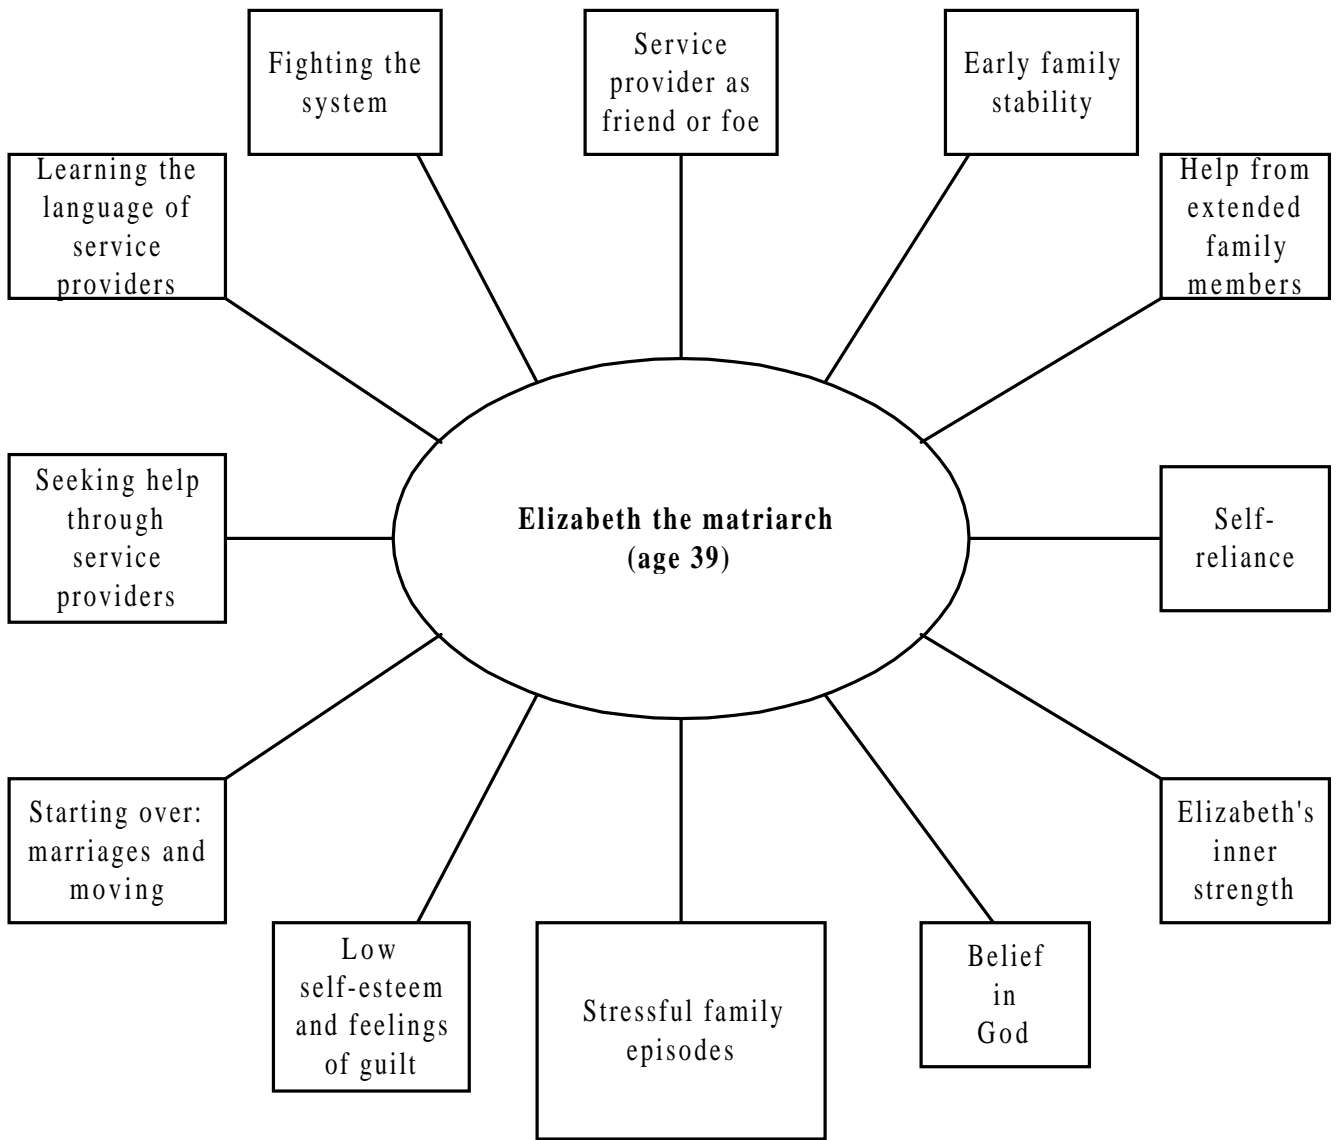 Fighting the
system
Service
provider as
friend or foe
Early family
stability
Learning the
language of
service
providers
Help from
extended
family
members
Seeking help
through
service
providers
Elizabeth the matriarch
(age 39)
Self-
reliance
Starting over:
marriages and
moving
Elizabeth's
inner
strength
Low
self-esteem
and feelings
of guilt
Stressful family
episodes
Belief
in
God